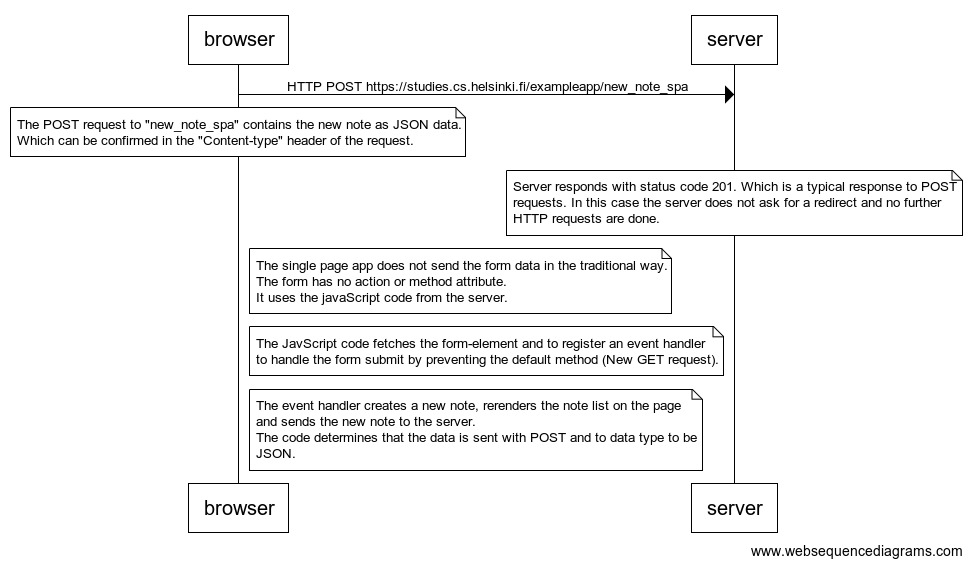 browser
server
HTTP POST https://studies.cs.helsinki.fi/exampleapp/new_note_spa
The POST request to "new_note_spa" contains the new note as JSON data.
Which can be confirmed in the "Content-type" header of the request.
Server responds with status code 201. Which is a typical response to POST
requests. In this case the server does not ask for a redirect and no further
HTTP requests are done.
The single page app does not send the form data in the traditional way.
The form has no action or method attribute.
It uses the javaScript code from the server.
The JavScript code fetches the form-element and to register an event handler
to handle the form submit by preventing the default method (New GET request).
The event handler creates a new note, rerenders the note list on the page
and sends the new note to the server.
The code determines that the data is sent with POST and to data type to be
JSON.
browser
server
www.websequencediagrams.com